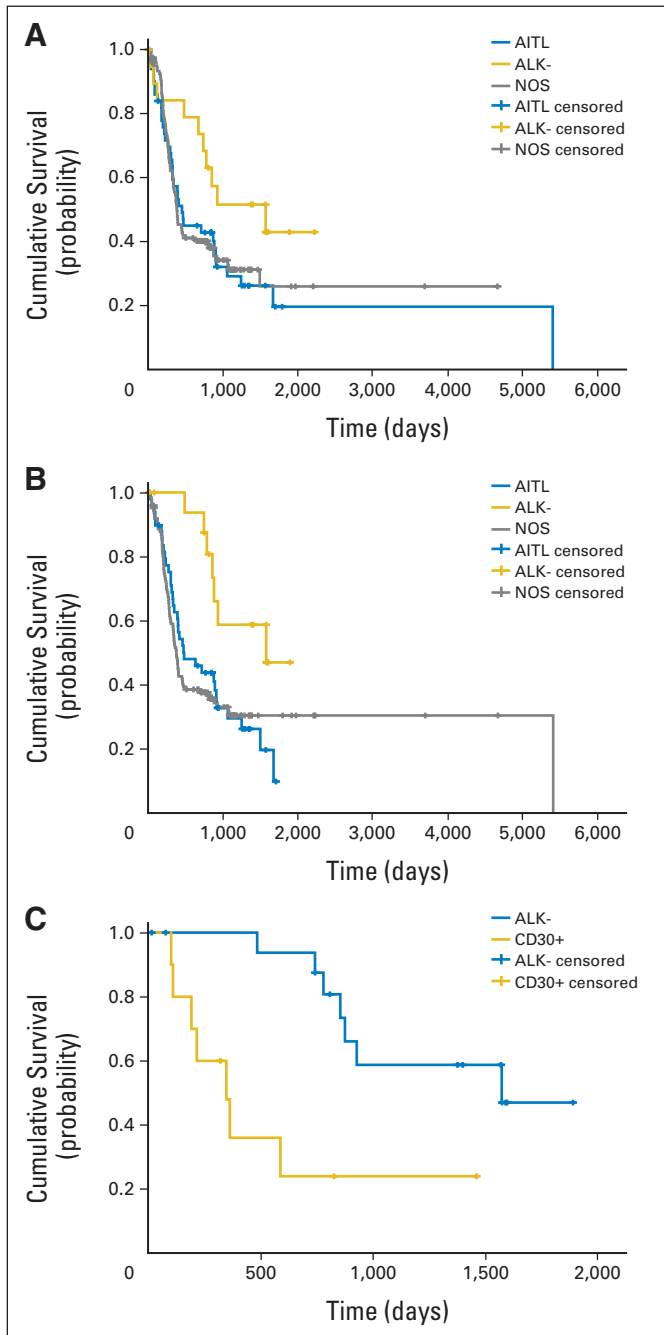 A
1.0
0.8
0.6
0.4
0.2
0
1,000
2,000
3,000
4,000
5,000
6,000
Cumulative Survival
(probability)
Time (days)
AITL
ALK-
NOS
AITL censored
ALK- censored
NOS censored
B
1.0
0.8
0.6
0.4
0.2
0
1,000
2,000
3,000
4,000
5,000
6,000
Cumulative Survival
(probability)
Time (days)
AITL
ALK-
NOS
AITL censored
ALK- censored
NOS censored
C
1.0
0.8
0.6
0.4
0.2
0
500
1,000
1,500
2,000
Cumulative Survival
(probability)
Time (days)
ALK-
CD30+
ALK- censored
CD30+ censored